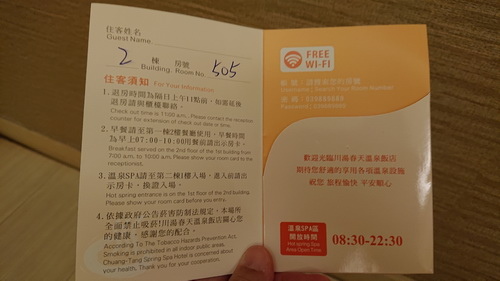 住客姓名
Guest Name
2 棟 房號 505
Building. Room No.
住客須知 For Your Information
1. 退房時間為隔日上午11點前，如需延後
退房請與櫃檯聯絡。
Check out time is 11:00 a.m., Please contact the reception
counter for extension of check out date or time.
2. 早餐請至第一棟2樓餐廳使用，早餐時間
為早上07:00-10:00用餐前請出示房卡。
Breakfast served on the 2nd floor of the 1st building from
7:00 a.m. to 10:00 a.m. Please show your room card to the
receptionist.
3. 溫泉SPA請至第二棟1樓入場，進入前請出
示房卡，換證入場。
Hot spring entrance is on the 1st floor of the 2nd building.
Please show your room card before you entry.
4. 依據政府公告菸害防制法規定，本場所
全面禁止吸菸!川湯春天溫泉飯店關心您
的健康，感謝您的配合。
According To The Tobacco Hazards Prevention Act,
Smoking is prohibited in all indoor public areas.
Chuang-Tang Spring Spa Hotel is concerned about
your health. Thank you for your cooperation.
FREE
WI-FI
歡迎光臨川湯春天溫泉飯店
期待您舒適的享用各項溫泉設施
祝您 旅程愉快 平安順心
溫泉SPA區
開放時間
Hot spring Spa
Area Open Time
08:30-22:30